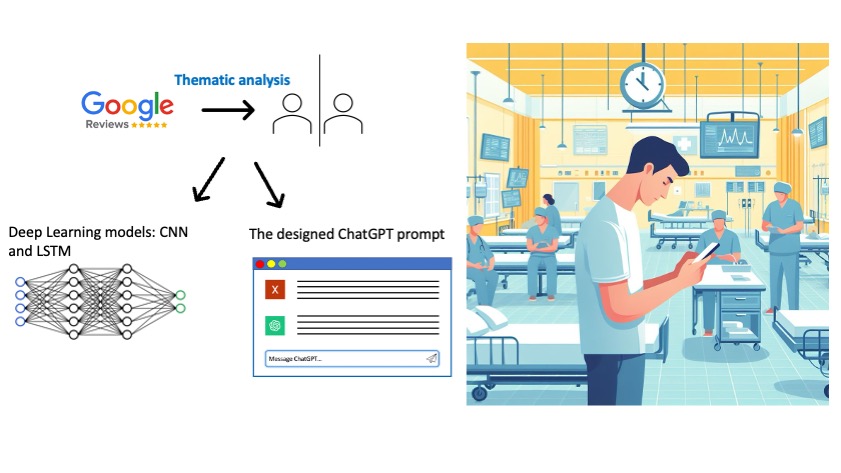 Thematic analysis
Google
Reviews
Deep Learning models: CNN
and LSTM
The designed ChatGPT prompt
X
Message ChatGPT...